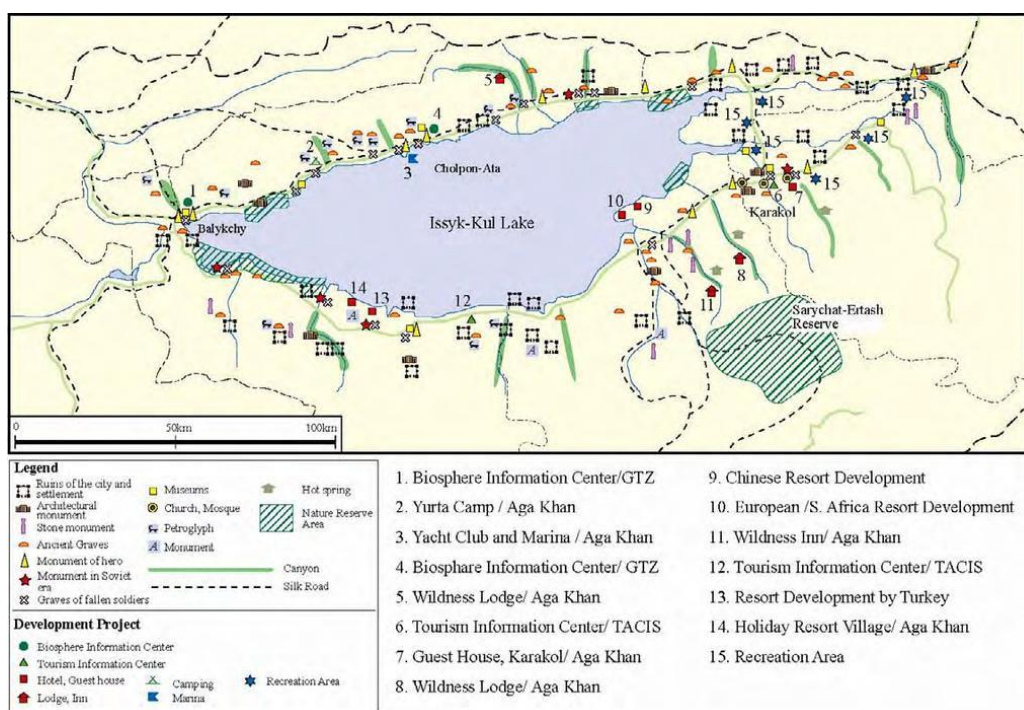 5
4
15
15
15
15
15
15
2
3
Cholpon-Ata
1
6
7
Karakol
10
9
Balykchy
Issyk-Kul Lake
8
14
13
12
11
Sarychat-Ertash
Reserve
A
A
A
0
50km
100km
Legend
Ruins of the city and
settlement
Architectural
monument
Stone monument
Ancient Graves
Monument of hero
Monument in Soviet
era
Graves of fallen soldiers
Museums
Church, Mosque
Petroglyph
A Monument
Canyon
Silk Road
Hot spring
Nature Reserve
Area
Development Project
Biosphere Information Center
Tourism Information Center
Hotel, Guest house
Lodge, Inn
Camping
Marina
Recreation Area
1. Biosphere Information Center/GTZ
2. Yurta Camp / Aga Khan
3. Yacht Club and Marina / Aga Khan
4. Biosphare Information Center/ GTZ
5. Wildness Lodge/ Aga Khan
6. Tourism Information Center/ TACIS
7. Guest House, Karakol/ Aga Khan
8. Wildness Lodge/ Aga Khan
9. Chinese Resort Development
10. European /S. Africa Resort Development
11. Wildness Inn/ Aga Khan
12. Tourism Information Center/ TACIS
13. Resort Development by Turkey
14. Holiday Resort Village/ Aga Khan
15. Recreation Area